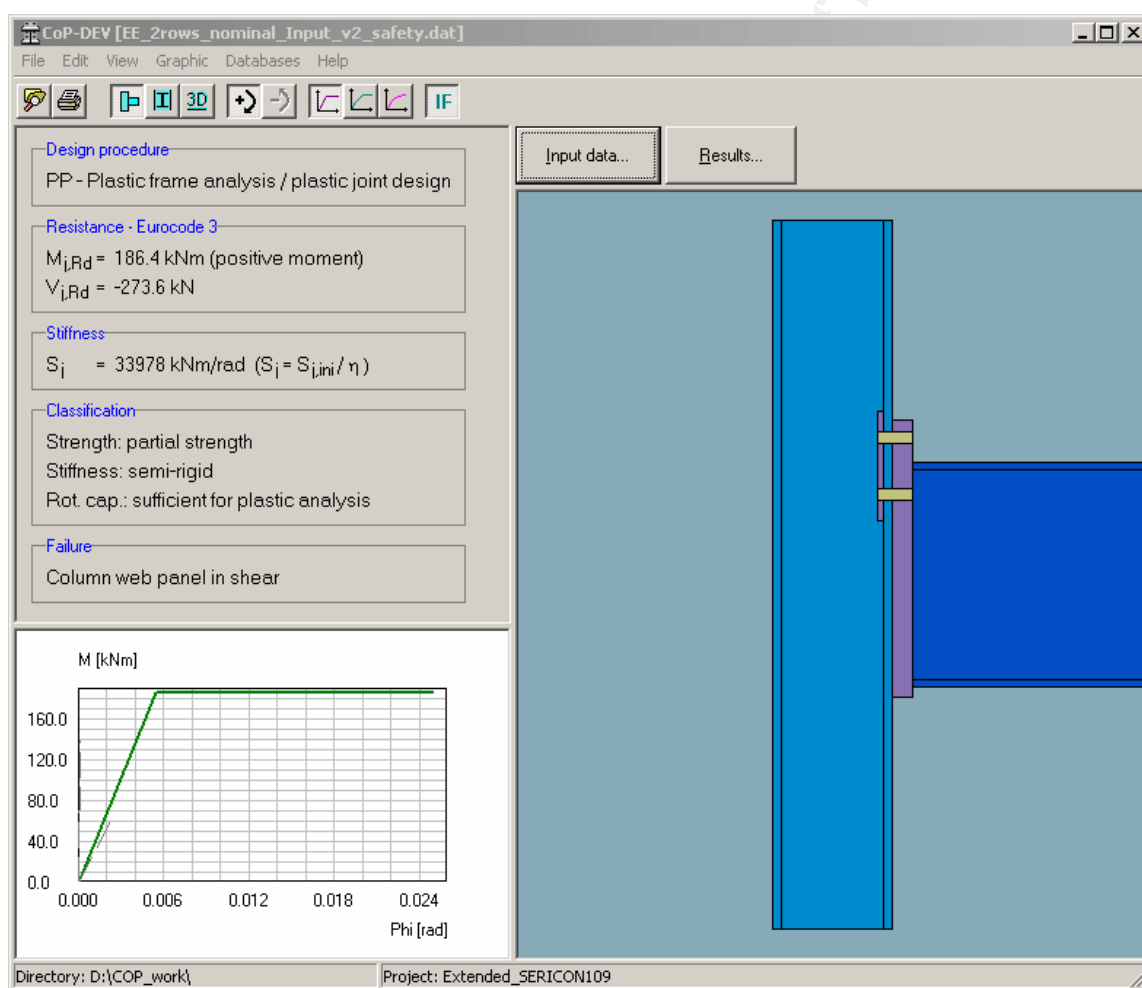 CoP-DEV [EE_2rows_nominal_Input_v2_safety.dat]
File Edit View Graphic Databases Help
3D IF
Design procedure
PP - Plastic frame analysis / plastic joint design
Resistance - Eurocode 3
Mj,Rd = 186.4 kNm (positive moment)
Vj,Rd = -273.6 kN
Stiffness
Sj = 33978 kNm/rad (Sj = Sj,ini / η )
Classification
Strength: partial strength
Stiffness: semi-rigid
Rot. cap.: sufficient for plastic analysis
Failure
Column web panel in shear
Input data... Results...
M [kNm]
160.0
120.0
80.0
40.0
0.0
0.000 0.006 0.012 0.018 0.024
Phi [rad]
Directory: D:\COP_work\ Project: Extended_SERICON109